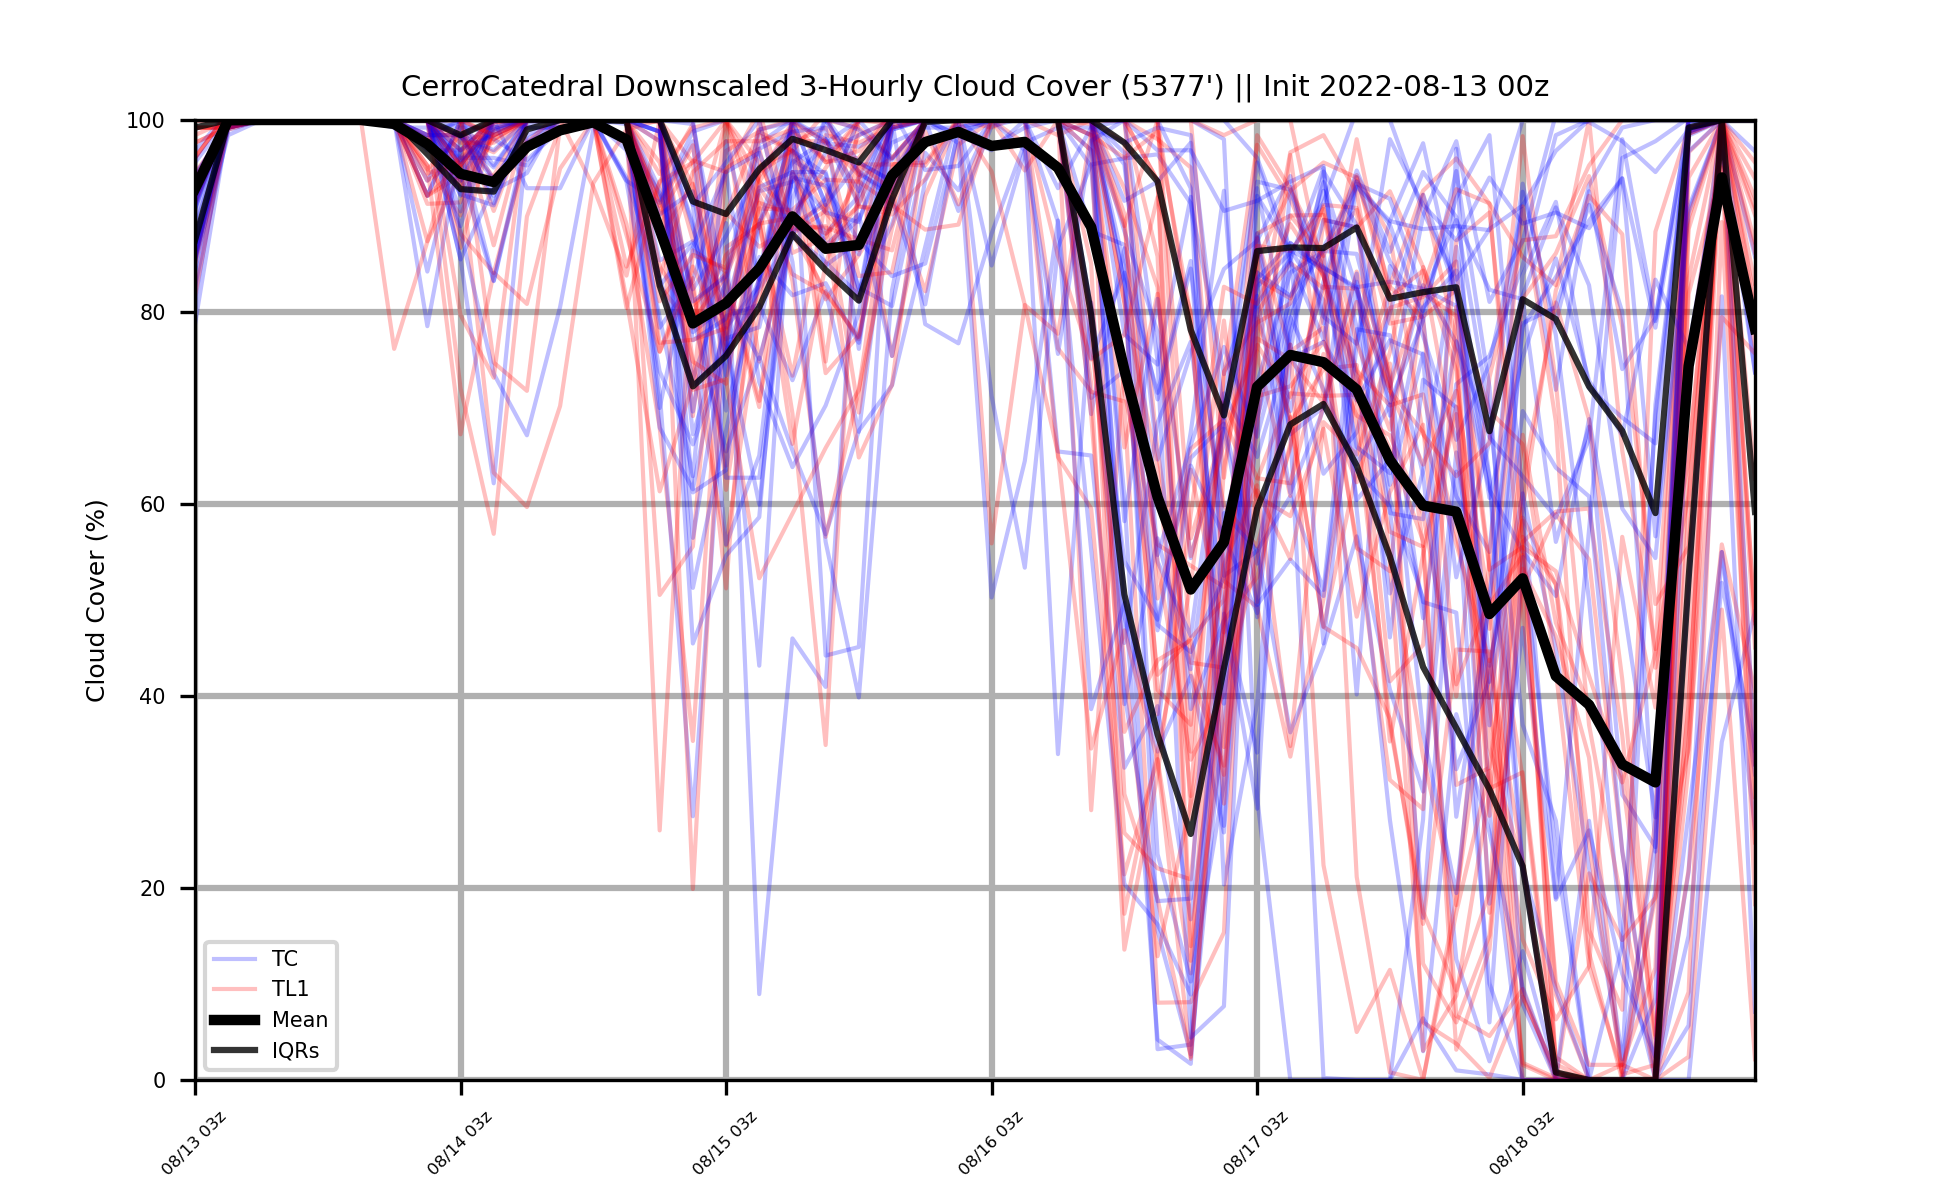 CerroCatedral Downscaled 3-Hourly Cloud Cover (5377') || Init 2022-08-13 00z
Cloud Cover (%)
100
80
60
40
20
0
TC
TL1
Mean
IQRs
08/13 03z
08/14 03z
08/15 03z
08/16 03z
08/17 03z
08/18 03z